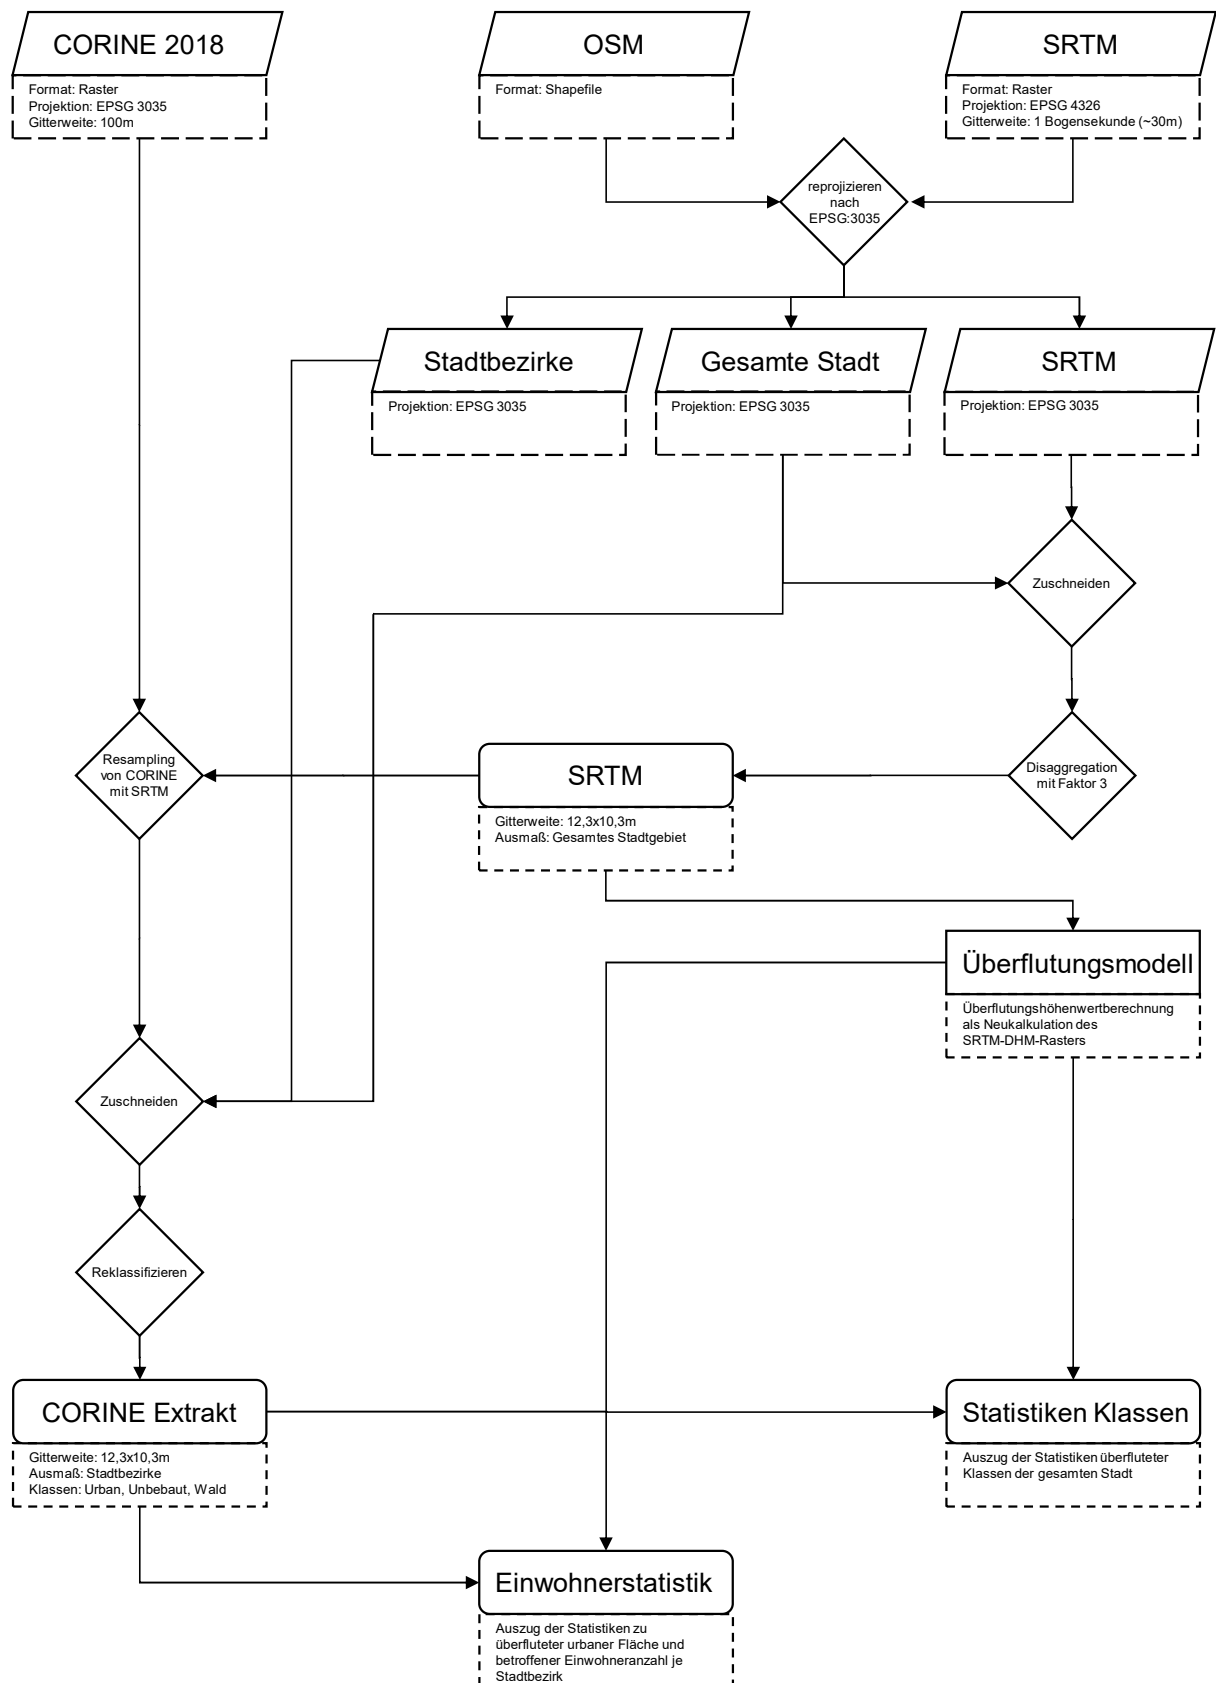 CORINE 2018
Format: Raster
Projektion: EPSG 3035
Gitterweite: 100m
OSM
Format: Shapefile
SRTM
Format: Raster
Projektion: EPSG 4326
Gitterweite: 1 Bogensekunde (~30m)
reprojizieren
nach
EPSG:3035
Stadtbezirke
Projektion: EPSG 3035
Gesamte Stadt
Projektion: EPSG 3035
SRTM
Projektion: EPSG 3035
Zuschneiden
Resampling
von CORINE
mit SRTM
SRTM
Gitterweite: 12,3x10,3m
Ausmaß: Gesamtes Stadtgebiet
Disaggregation
mit Faktor 3
Überflutungsmodell
Überflutungshöhenwertberechnung
als Neukalkulation des
SRTM-DHM-Rasters
Zuschneiden
Reklassifizieren
CORINE Extrakt
Gitterweite: 12,3x10,3m
Ausmaß: Stadtbezirke
Klassen: Urban, Unbebaut, Wald
Statistiken Klassen
Auszug der Statistiken überfluteter
Klassen der gesamten Stadt
Einwohnerstatistik
Auszug der Statistiken zu
überfluteter urbaner Fläche und
betroffener Einwohneranzahl je
Stadtbezirk